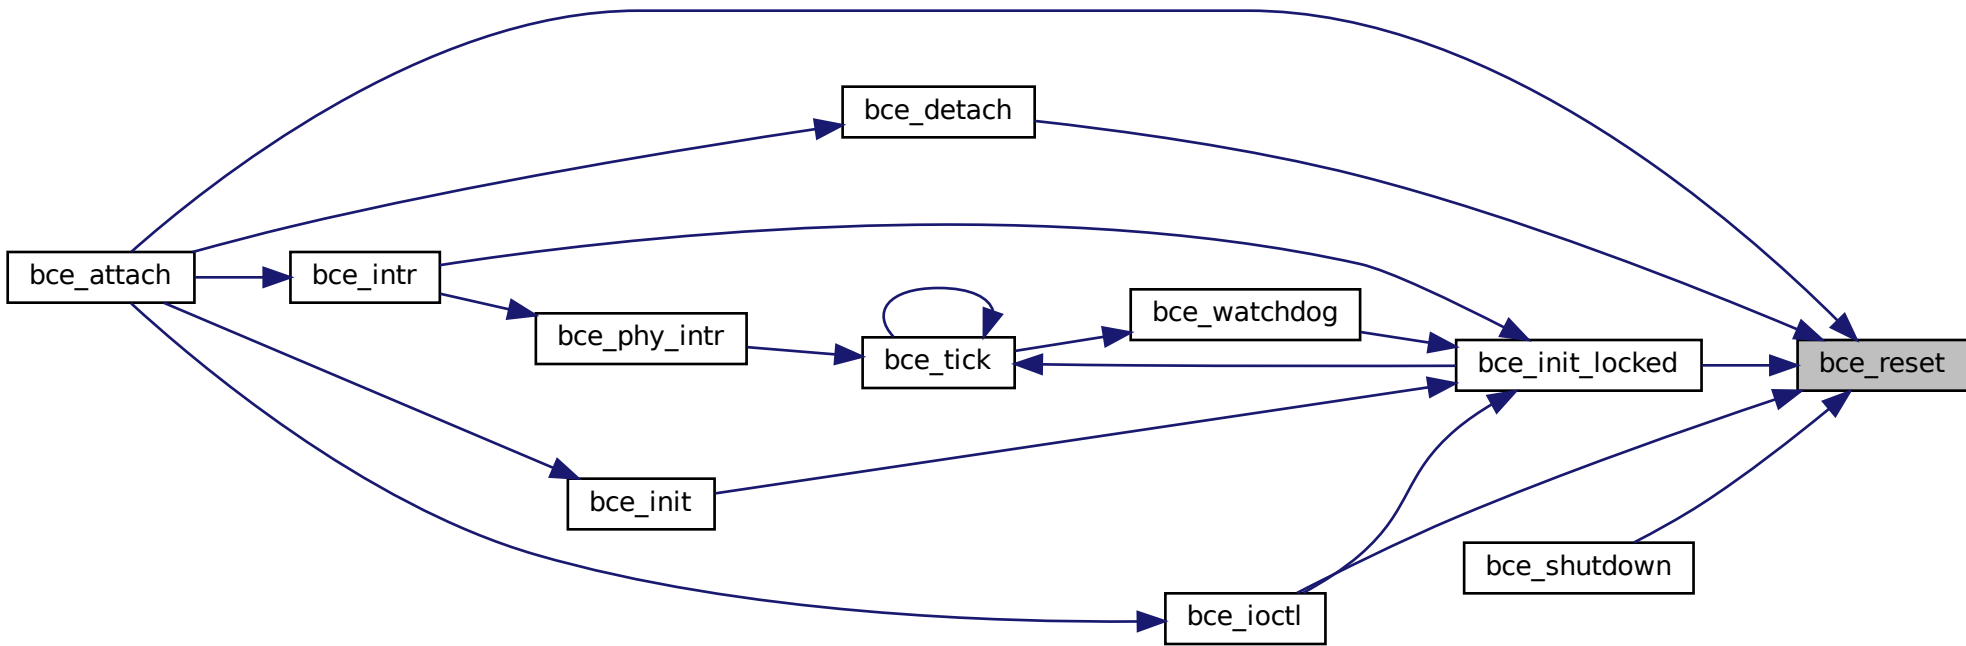 bce_detach
bce_attach
bce_intr
bce_watchdog
bce_phy_intr
bce_tick
bce_init_locked
bce_reset
bce_init
bce_shutdown
bce_ioctl